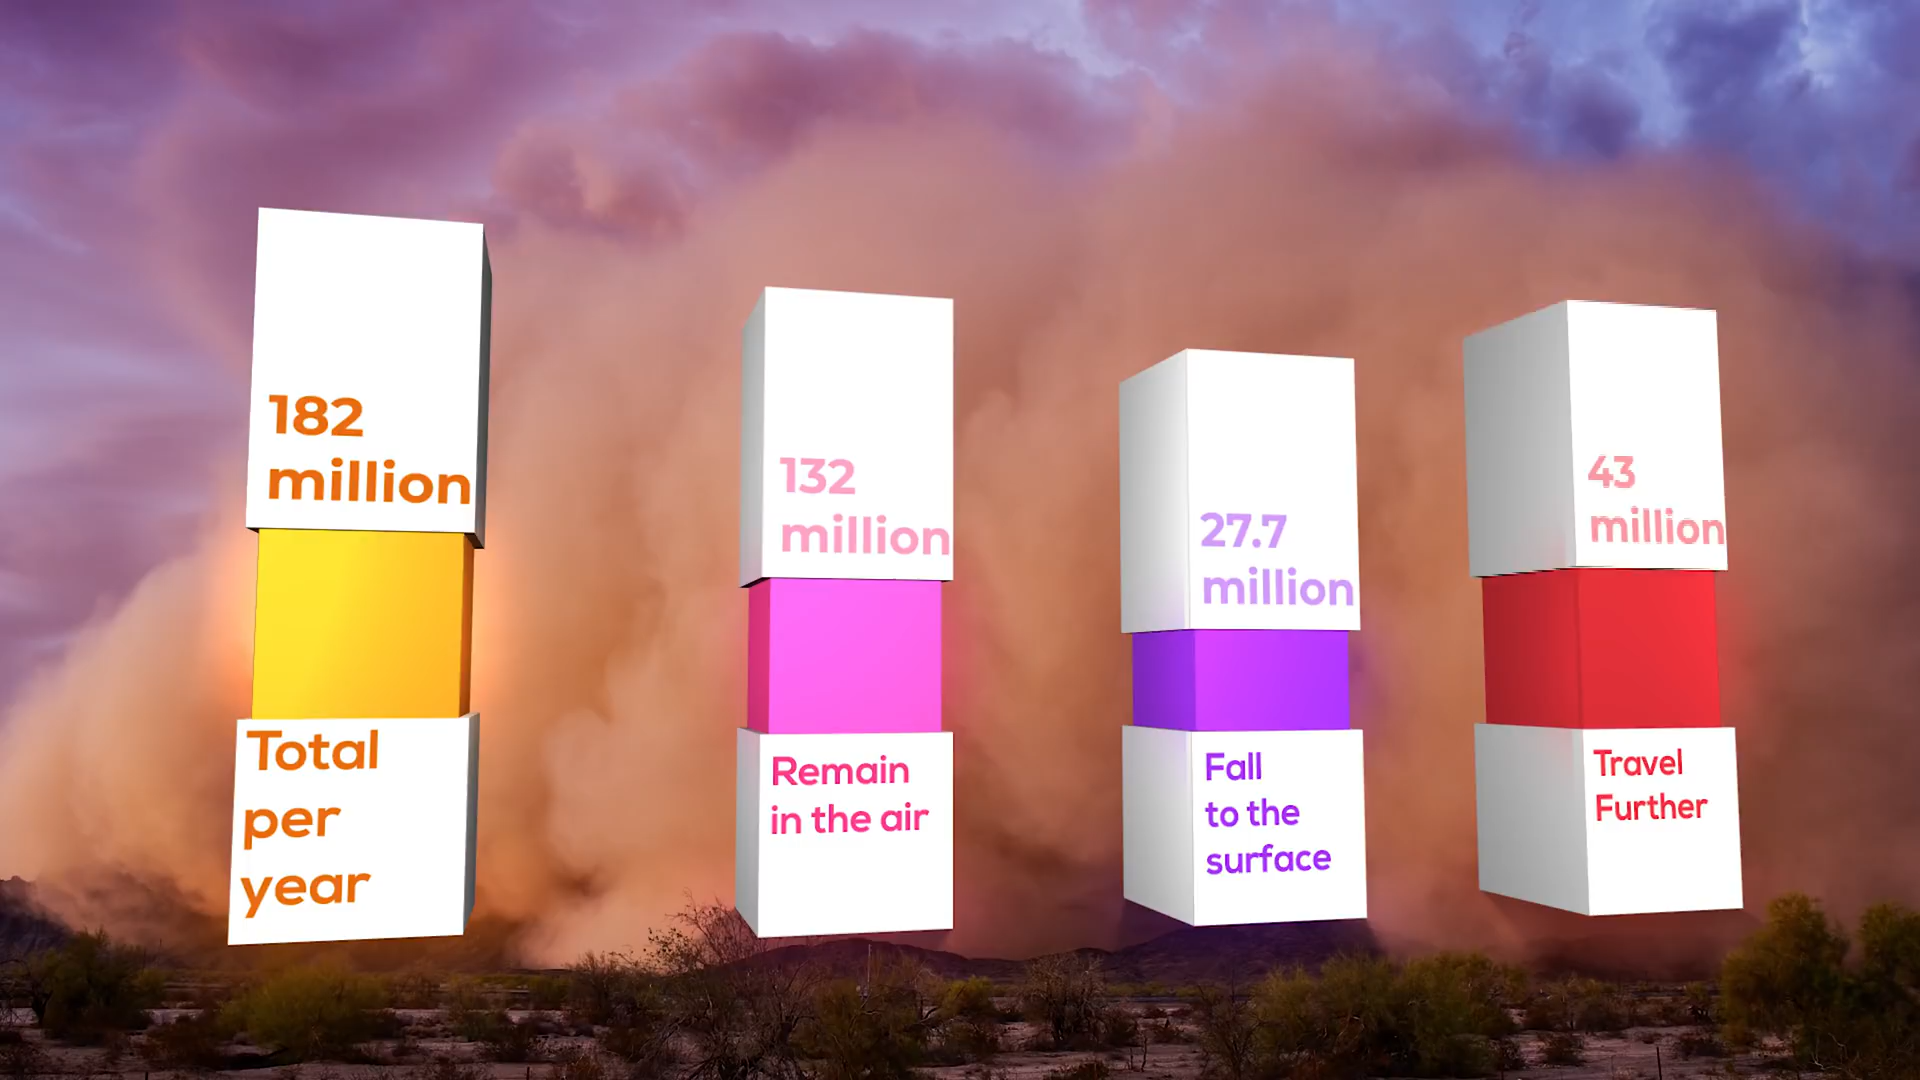 182
million
Total
per
year
132
million
Remain
in the air
27.7
million
Fall
to the
surface
43
million
Travel
Further